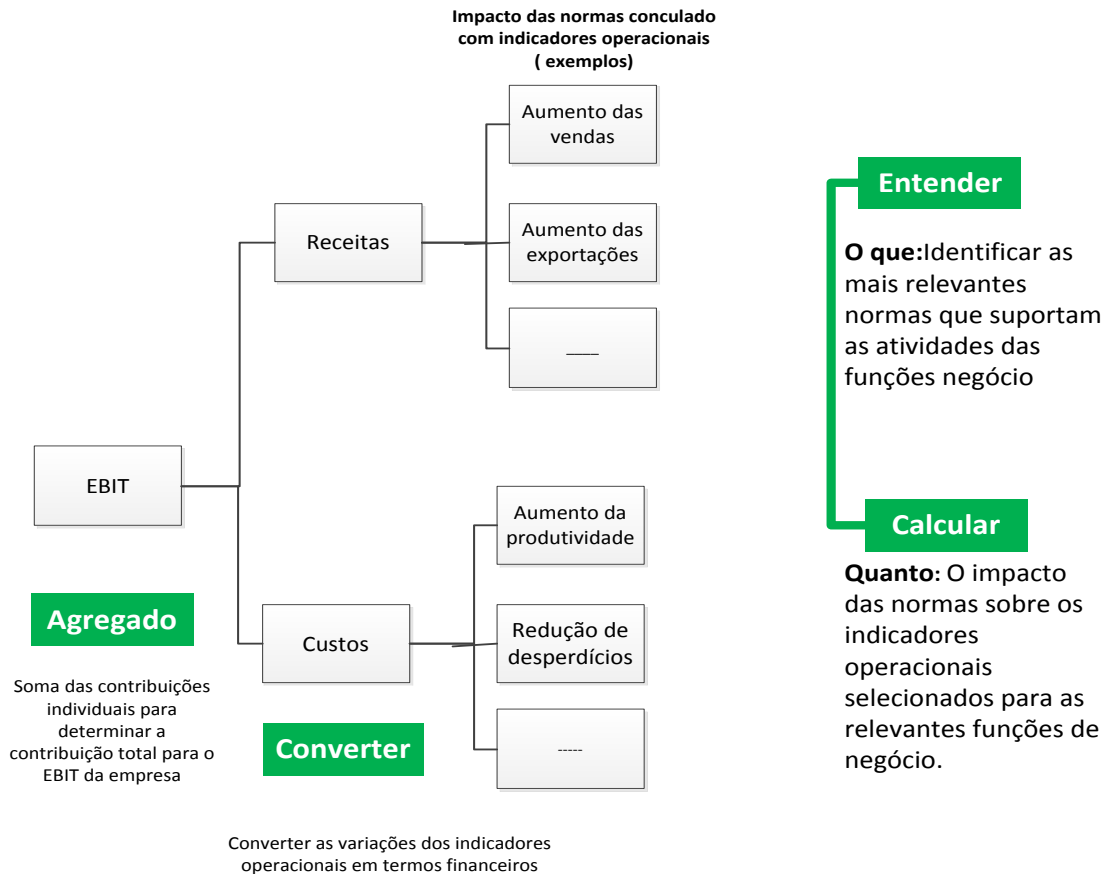 Impacto das normas conculado
com indicadores operacionais
( exemplos)
Aumento das
vendas
Receitas
Aumento das
exportações
-----
EBIT
Aumento da
produtividade
Custos
Redução de
desperdícios
-----
Agregado
Soma das contribuições
individuais para
determinar a
contribuição total para o
EBIT da empresa
Converter
Converter as variações dos indicadores
operacionais em termos financeiros
Entender
O que:Identificar as
mais relevantes
normas que suportam
as atividades das
funções negócio
Calcular
Quanto: O impacto
das normas sobre os
indicadores
operacionais
selecionados para as
relevantes funções de
negócio.